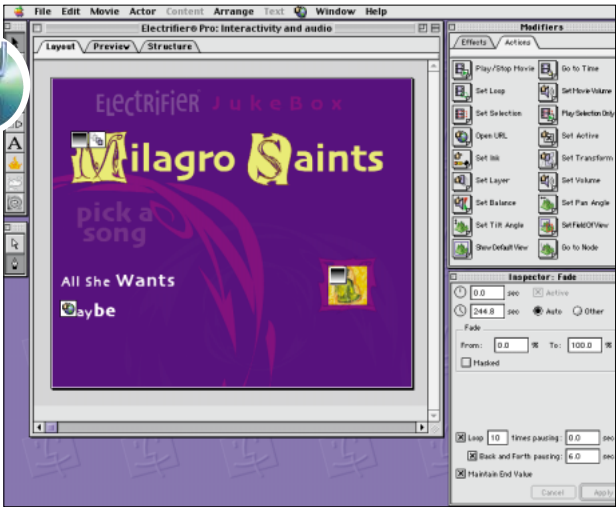 File Edit Movie Actor Content Arrange Text Window Help
Electrifier® Pro: Interactivity and audio
Layout Preview Structure
ELECTRIFIER JukeBox
Milagro Saints
pick a
song
All She Wants
aybe
A
Modifiers
Effects Actions
Play/Stop Movie Go to Time
Set Loop Set Movie Volume
Set Selection Play Selection Only
Open URL Set Active
Set Ink Set Transform
Set Layer Set Volume
Set Balance Set Pan Angle
Set Tilt Angle Set Field Of View
Show Default View Go to Node
Inspector: Fade
0.0 sec Active
244.8 sec Auto Other
Fade
From: 0.0 % To: 100.0 %
Masked
Loop 10 times pausing: 0.0 sec
Back and Forth pausing: 6.0 sec
Maintain End Value
Cancel Apply